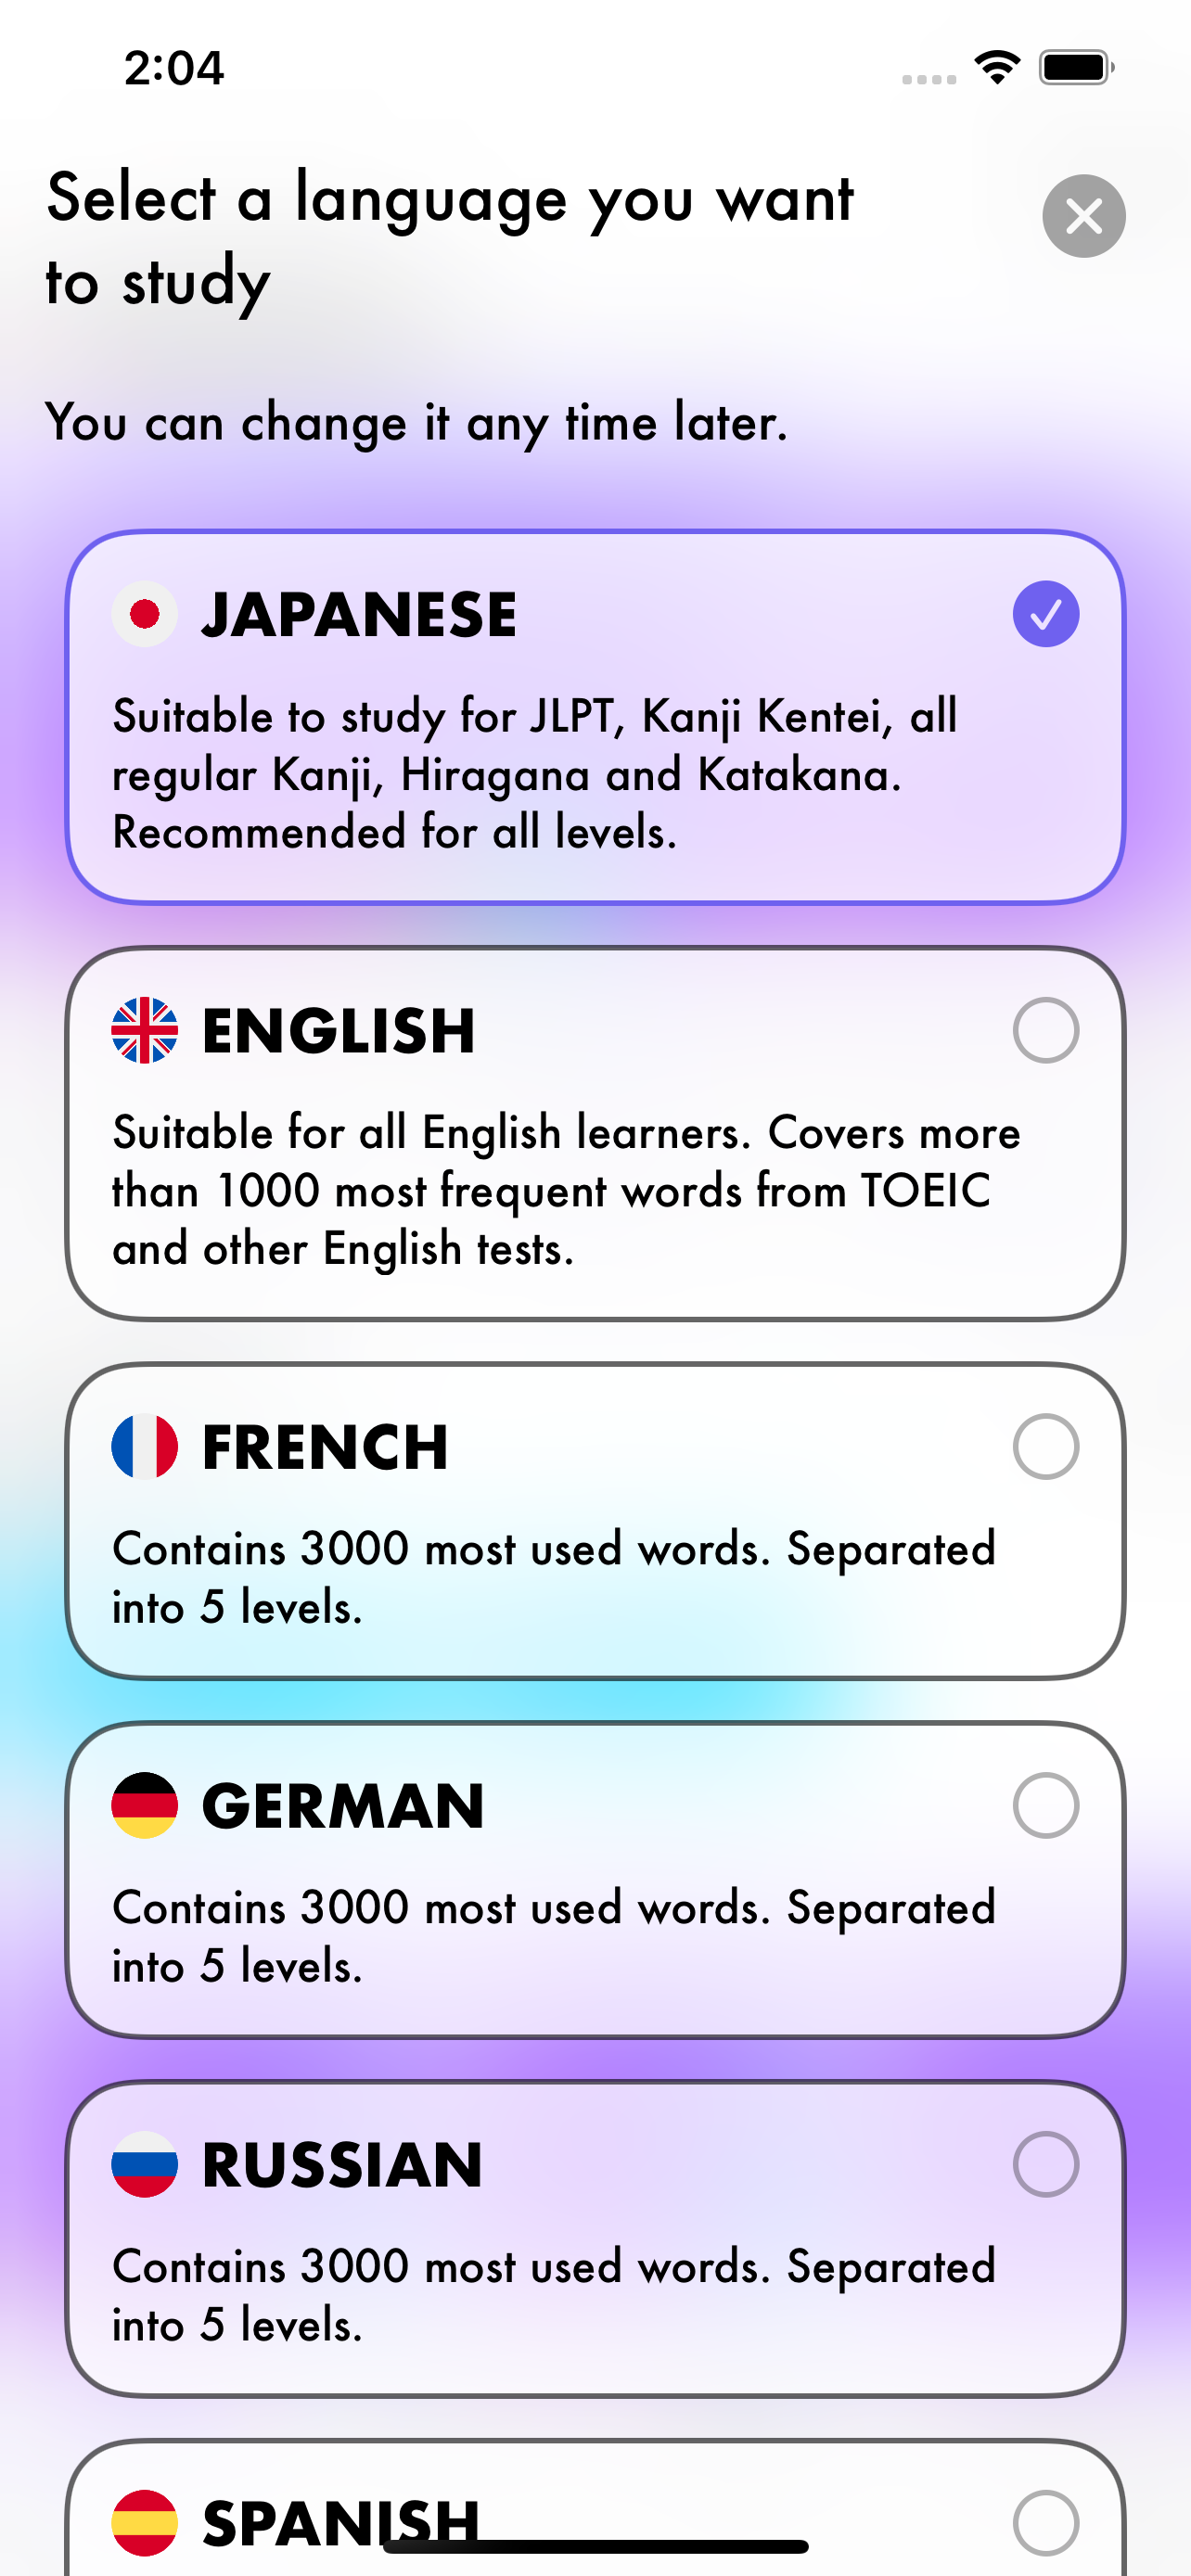 2:04
Select a language you want
to study
You can change it any time later.
JAPANESE
Suitable to study for JLPT, Kanji Kentei, all
regular Kanji, Hiragana and Katakana.
Recommended for all levels.
ENGLISH
Suitable for all English learners. Covers more
than 1000 most frequent words from TOEIC
and other English tests.
FRENCH
Contains 3000 most used words. Separated
into 5 levels.
GERMAN
Contains 3000 most used words. Separated
into 5 levels.
RUSSIAN
Contains 3000 most used words. Separated
into 5 levels.
SPANISH